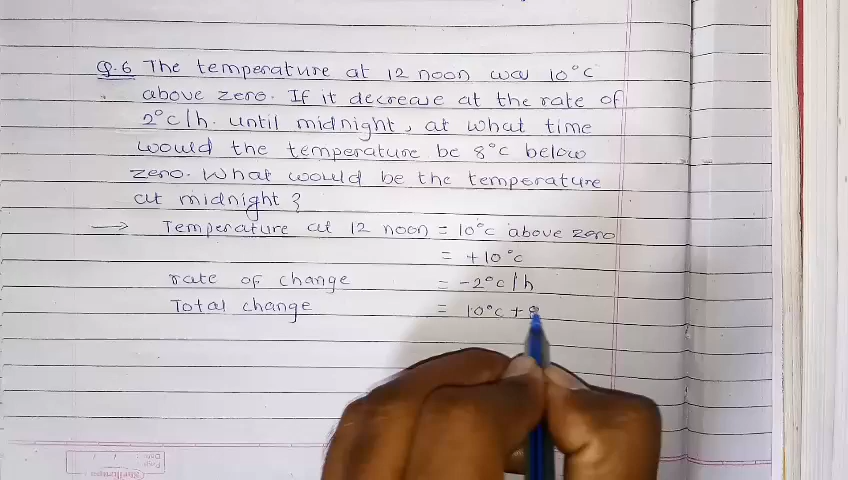 Q.6 The temperature at 12 noon was 10°C
above zero. If it decrease at the rate of
2°C/h. until midnight, at what time
would the temperature be 8°C below
zero. What would be the temperature
at midnight?
→ Temperature at 12 noon = 10°C above zero
= +10°C
rate of change = -2°C/h
Total change = 10°C + 8
Page
Date / /